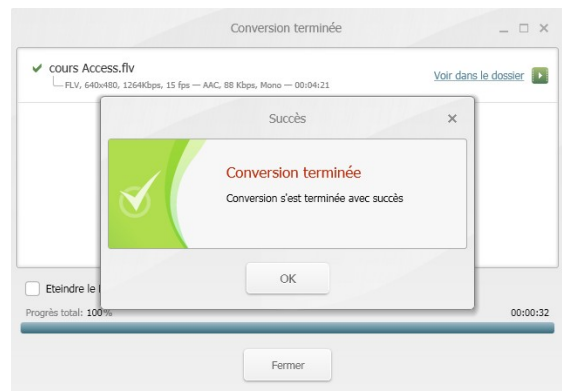 Conversion terminée
cours Access.flv
FLV, 640x480, 1264Kbps, 15 fps — AAC, 88 Kbps, Mono — 00:04:21
Voir dans le dossier
Succès
Conversion terminée
Conversion s'est terminée avec succès
OK
Eteindre le
Progrès total: 100%
00:00:32
Fermer